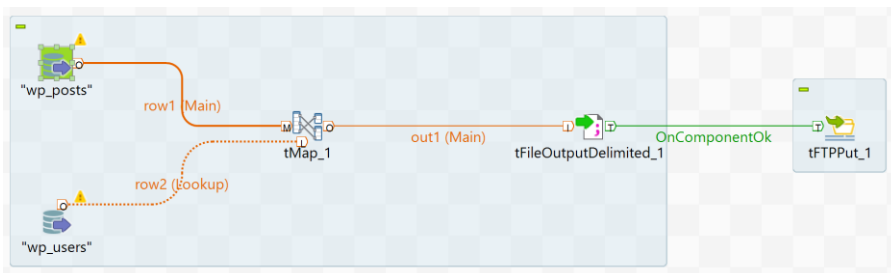 "wp_posts"
row1 (Main)
M
O
I
tMap_1
out1 (Main)
I
T
tFileOutputDelimited_1
OnComponentOk
T
tFTPPut_1
row2 (Lookup)
O
"wp_users"
O